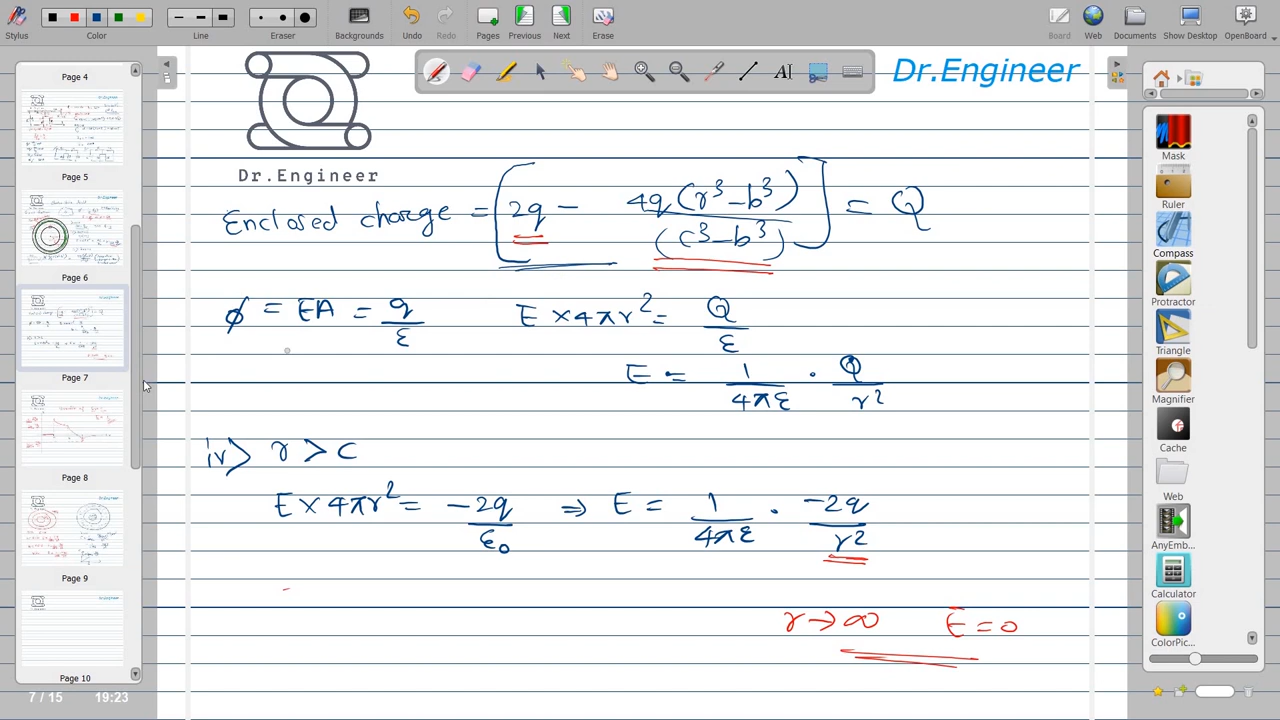 Stylus
Color
Line
Eraser
Backgrounds
Undo
Redo
Pages
Previous
Next
Erase
Board
Web
Documents
Show Desktop
OpenBoard
Page 4
Page 5
Page 6
Page 7
Page 8
Page 9
Page 10
7 / 15 19:23
Dr.Engineer
Dr.Engineer
Enclosed charge = [2q - 4q(r³-b³)/(c³-b³)] = Q
φ = EA = q/ε
E × 4πr² = Q/ε
E = 1/4πε · Q/r²
iv> r > c
E × 4πr² = -2q/ε₀ ⇒ E = 1/4πε · -2q/r²
r → ∞ E = 0
Mask
Ruler
Compass
Protractor
Triangle
Magnifier
Cache
Web
AnyEmb...
Calculator
ColorPic...